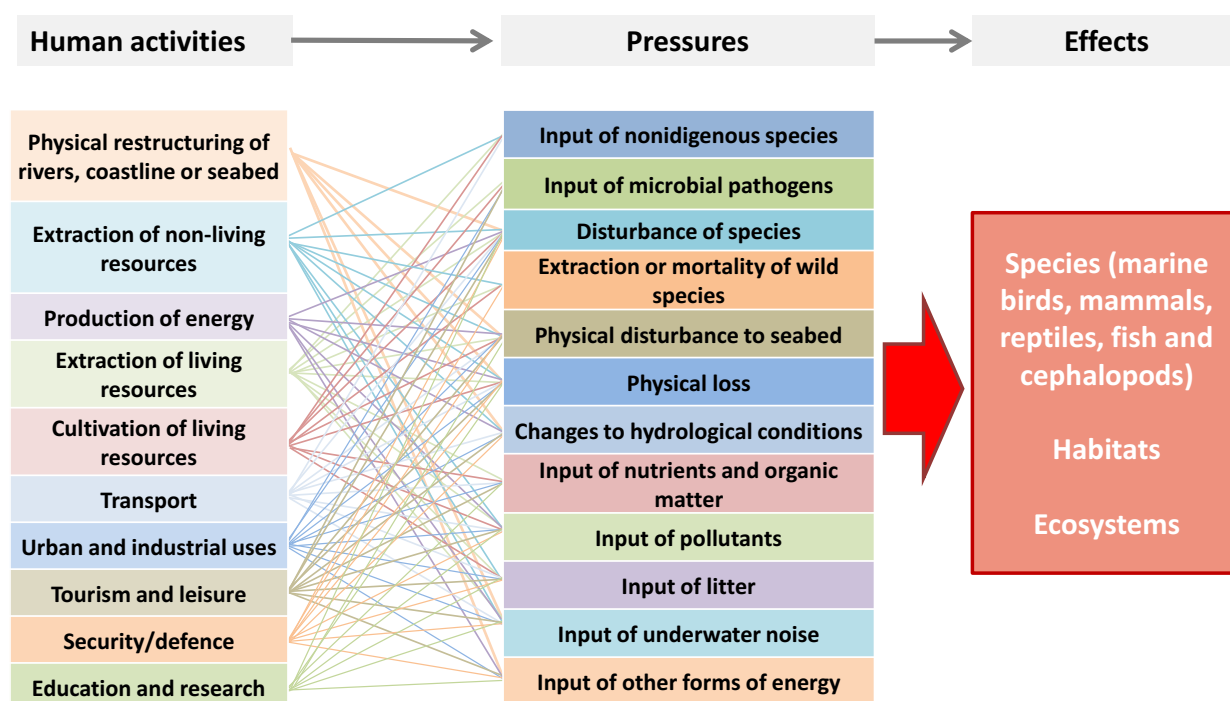 Human activities
Pressures
Effects
Physical restructuring of
rivers, coastline or seabed
Extraction of non-living
resources
Production of energy
Extraction of living
resources
Cultivation of living
resources
Transport
Urban and industrial uses
Tourism and leisure
Security/defence
Education and research
Input of nonidigenous species
Input of microbial pathogens
Disturbance of species
Extraction or mortality of wild
species
Physical disturbance to seabed
Physical loss
Changes to hydrological conditions
Input of nutrients and organic
matter
Input of pollutants
Input of litter
Input of underwater noise
Input of other forms of energy
Species (marine
birds, mammals,
reptiles, fish and
cephalopods)
Habitats
Ecosystems